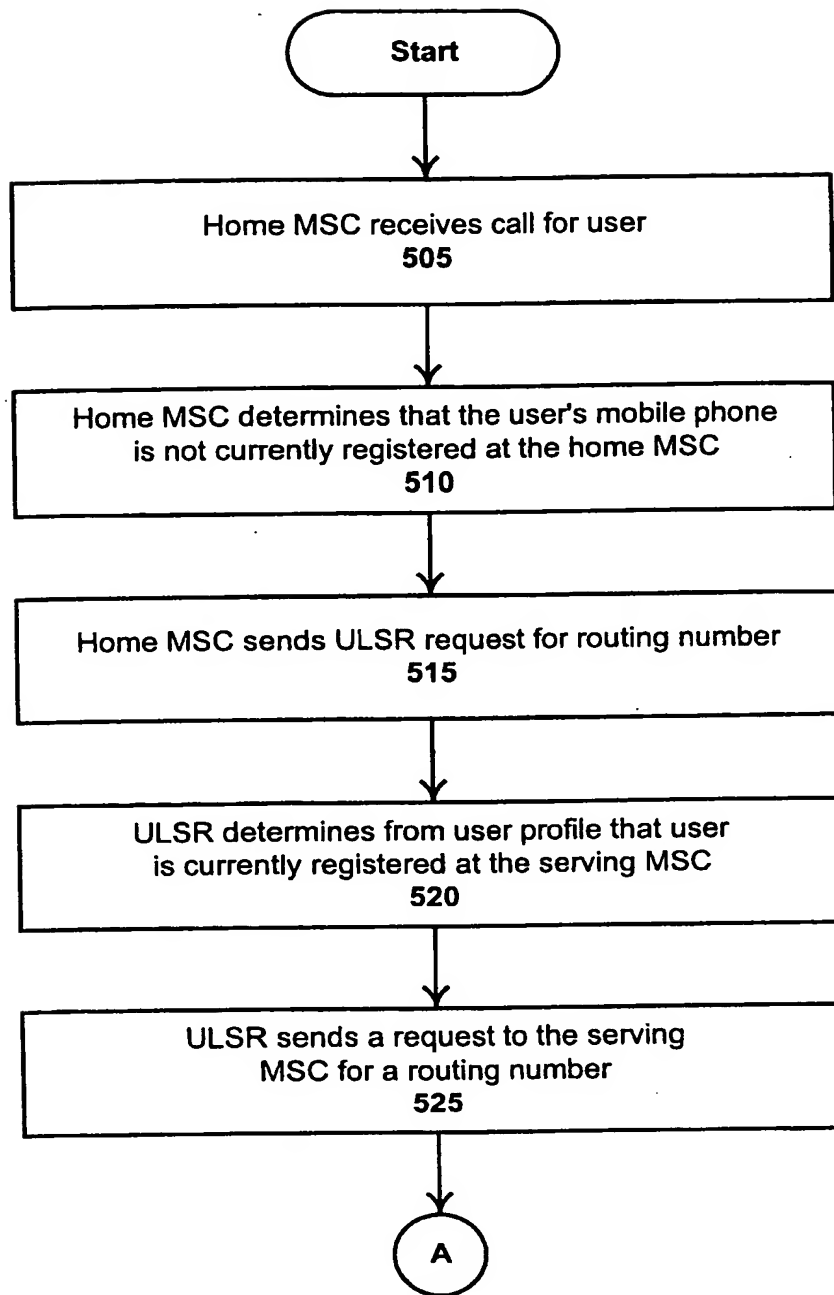 Start
Home MSC receives call for user
505
Home MSC determines that the user's mobile phone
is not currently registered at the home MSC
510
Home MSC sends ULSR request for routing number
515
ULSR determines from user profile that user
is currently registered at the serving MSC
520
ULSR sends a request to the serving
MSC for a routing number
525
A